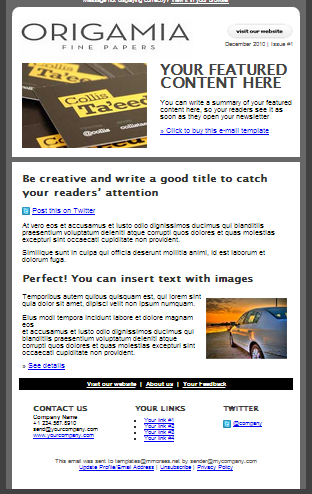 Message not displaying correctly? View it in your browser
ORIGAMIA
FINE PAPERS
visit our website
December 2010 | Issue #1
Collis
Ta'eed
YOUR FEATURED
CONTENT HERE
You can write a summary of your featured
content here, so your readers see it as
soon as they open your newsletter
» Click to buy this e-mail template
Be creative and write a good title to catch
your readers' attention
Post this on Twitter
At vero eos et accusamus et iusto odio dignissimos ducimus qui blanditiis
praesentium voluptatum deleniti atque corrupti quos dolores et quas molestias
excepturi sint occaecati cupiditate non provident.
Similique sunt in culpa qui officia deserunt mollitia animi, id est laborum et
dolorum fuga.
Perfect! You can insert text with images
Temporibus autem quibus quisquam est, qui lorem sint
quia dolor sit amet, dipisci velit non ipsum numquam.
Eius modi tempora incidunt labore et dolore magnam
eos
et accusamus et iusto odio dignissimos ducimus qui
blanditiis praesentium voluptatum deleniti atque
corrupti quos dolores et quas molestias excepturi sint
occaecati cupiditate non provident.
» See details
Visit our website | About us | Your Feedback
CONTACT US
Company Name
+1 234.567.8910
send@yourcompany.com
www.yourcompany.com
YOUR LINKS
Your link #1
Your link #2
Your link #3
Your link #4
TWITTER
@company
This email was sent to templates@mmoreas.net by sender@mycompany.com
Update Profile/Email Address | Unsubscribe | Privacy Policy